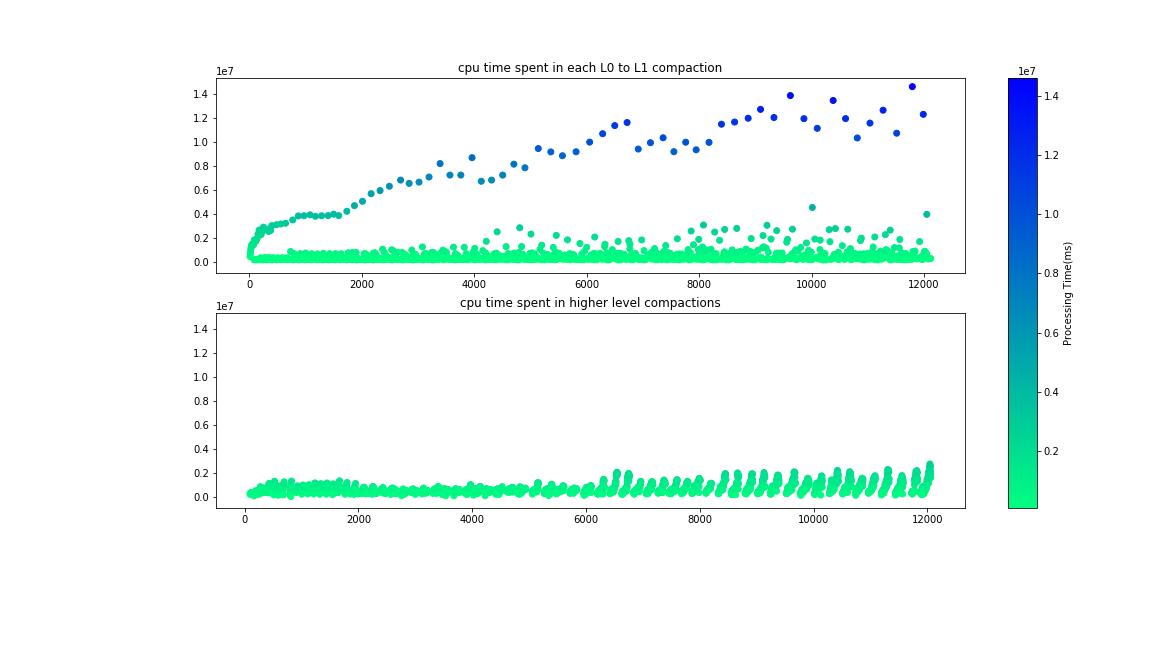 cpu time spent in each L0 to L1 compaction
1e7
1.4
1.2
1.0
0.8
0.6
0.4
0.2
0.0
0 2000 4000 6000 8000 10000 12000
cpu time spent in higher level compactions
1e7
1.4
1.2
1.0
0.8
0.6
0.4
0.2
0.0
0 2000 4000 6000 8000 10000 12000
1e7
1.4
1.2
1.0
0.8
0.6
0.4
0.2
Processing Time(ms)